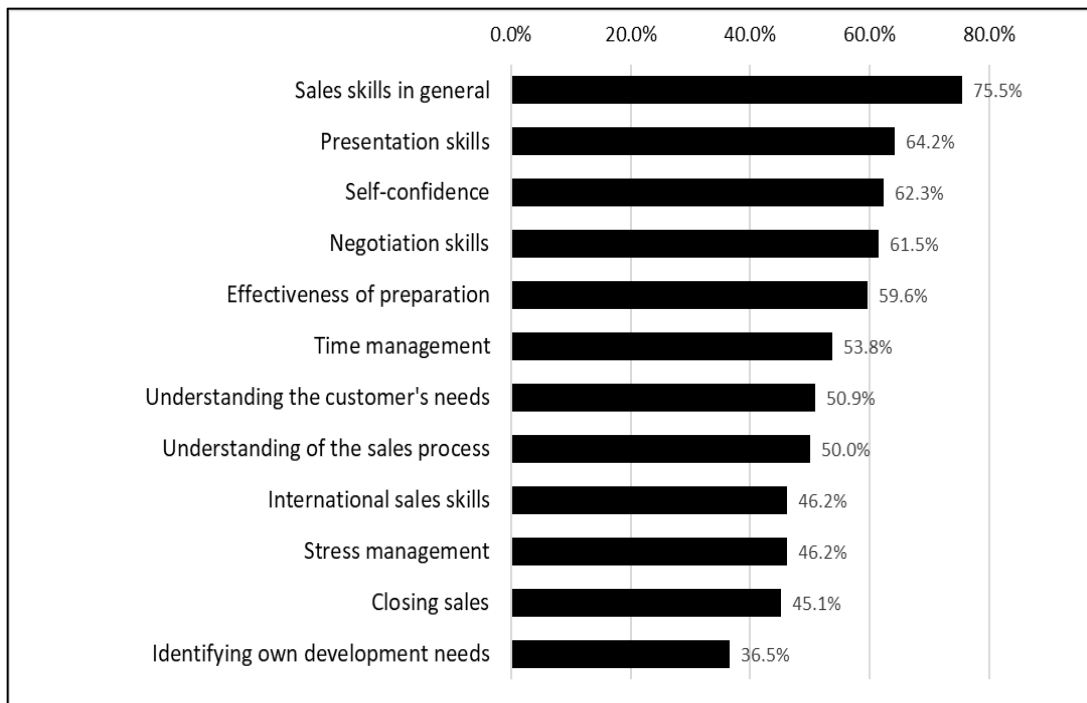 0.0% 20.0% 40.0% 60.0% 80.0%
Sales skills in general 75.5%
Presentation skills 64.2%
Self-confidence 62.3%
Negotiation skills 61.5%
Effectiveness of preparation 59.6%
Time management 53.8%
Understanding the customer's needs 50.9%
Understanding of the sales process 50.0%
International sales skills 46.2%
Stress management 46.2%
Closing sales 45.1%
Identifying own development needs 36.5%